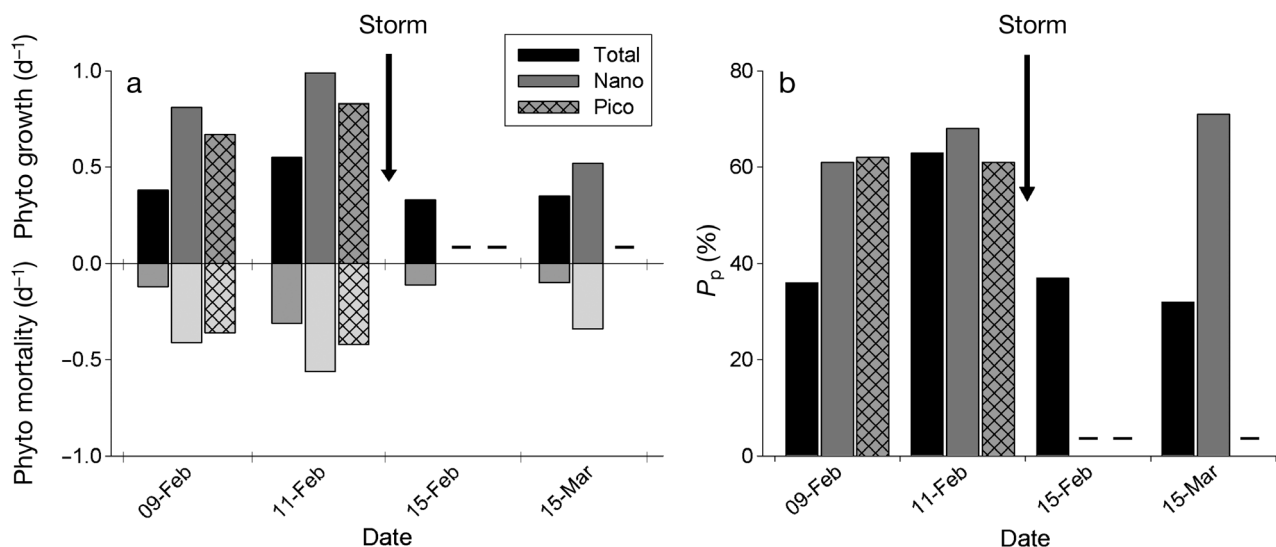 Storm
Total
Nano
Pico
a
Phyto growth (d⁻¹)
Phyto mortality (d⁻¹)
1.0
0.5
0.0
−0.5
−1.0
09-Feb
11-Feb
15-Feb
15-Mar
Date
Storm
b
Pp (%)
80
60
40
20
0
09-Feb
11-Feb
15-Feb
15-Mar
Date